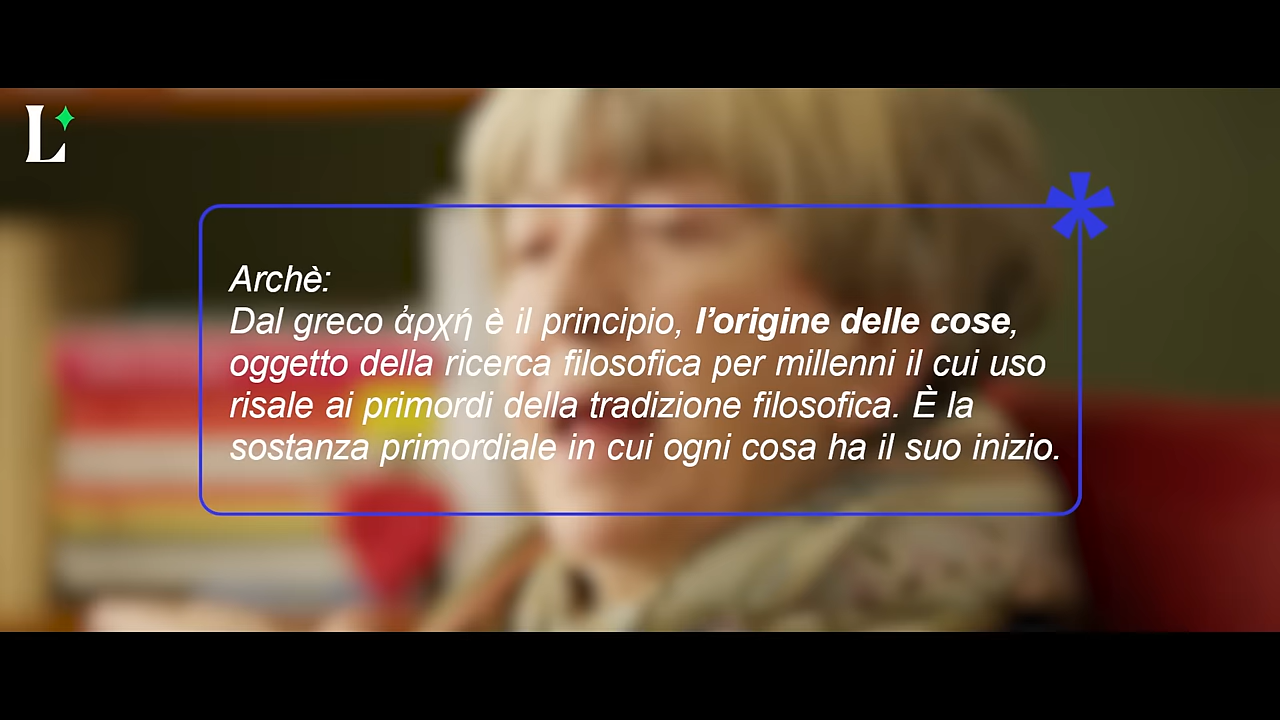 L
Archè:
Dal greco ἀρχή è il principio, l’origine delle cose,
oggetto della ricerca filosofica per millenni il cui uso
risale ai primordi della tradizione filosofica. È la
sostanza primordiale in cui ogni cosa ha il suo inizio.